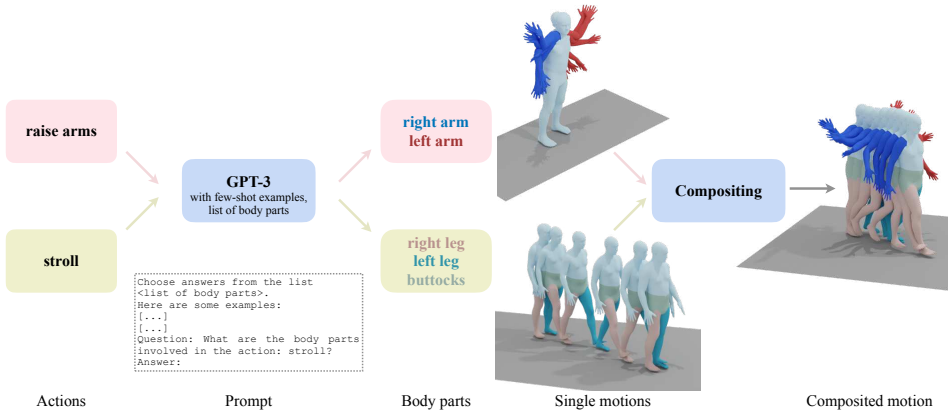 raise arms
stroll
GPT-3
with few-shot examples,
list of body parts
Choose answers from the list
<list of body parts>.
Here are some examples:
[...]
[...]
Question: What are the body parts
involved in the action: stroll?
Answer:
right arm
left arm
right leg
left leg
buttocks
Compositing
Actions
Prompt
Body parts
Single motions
Composited motion